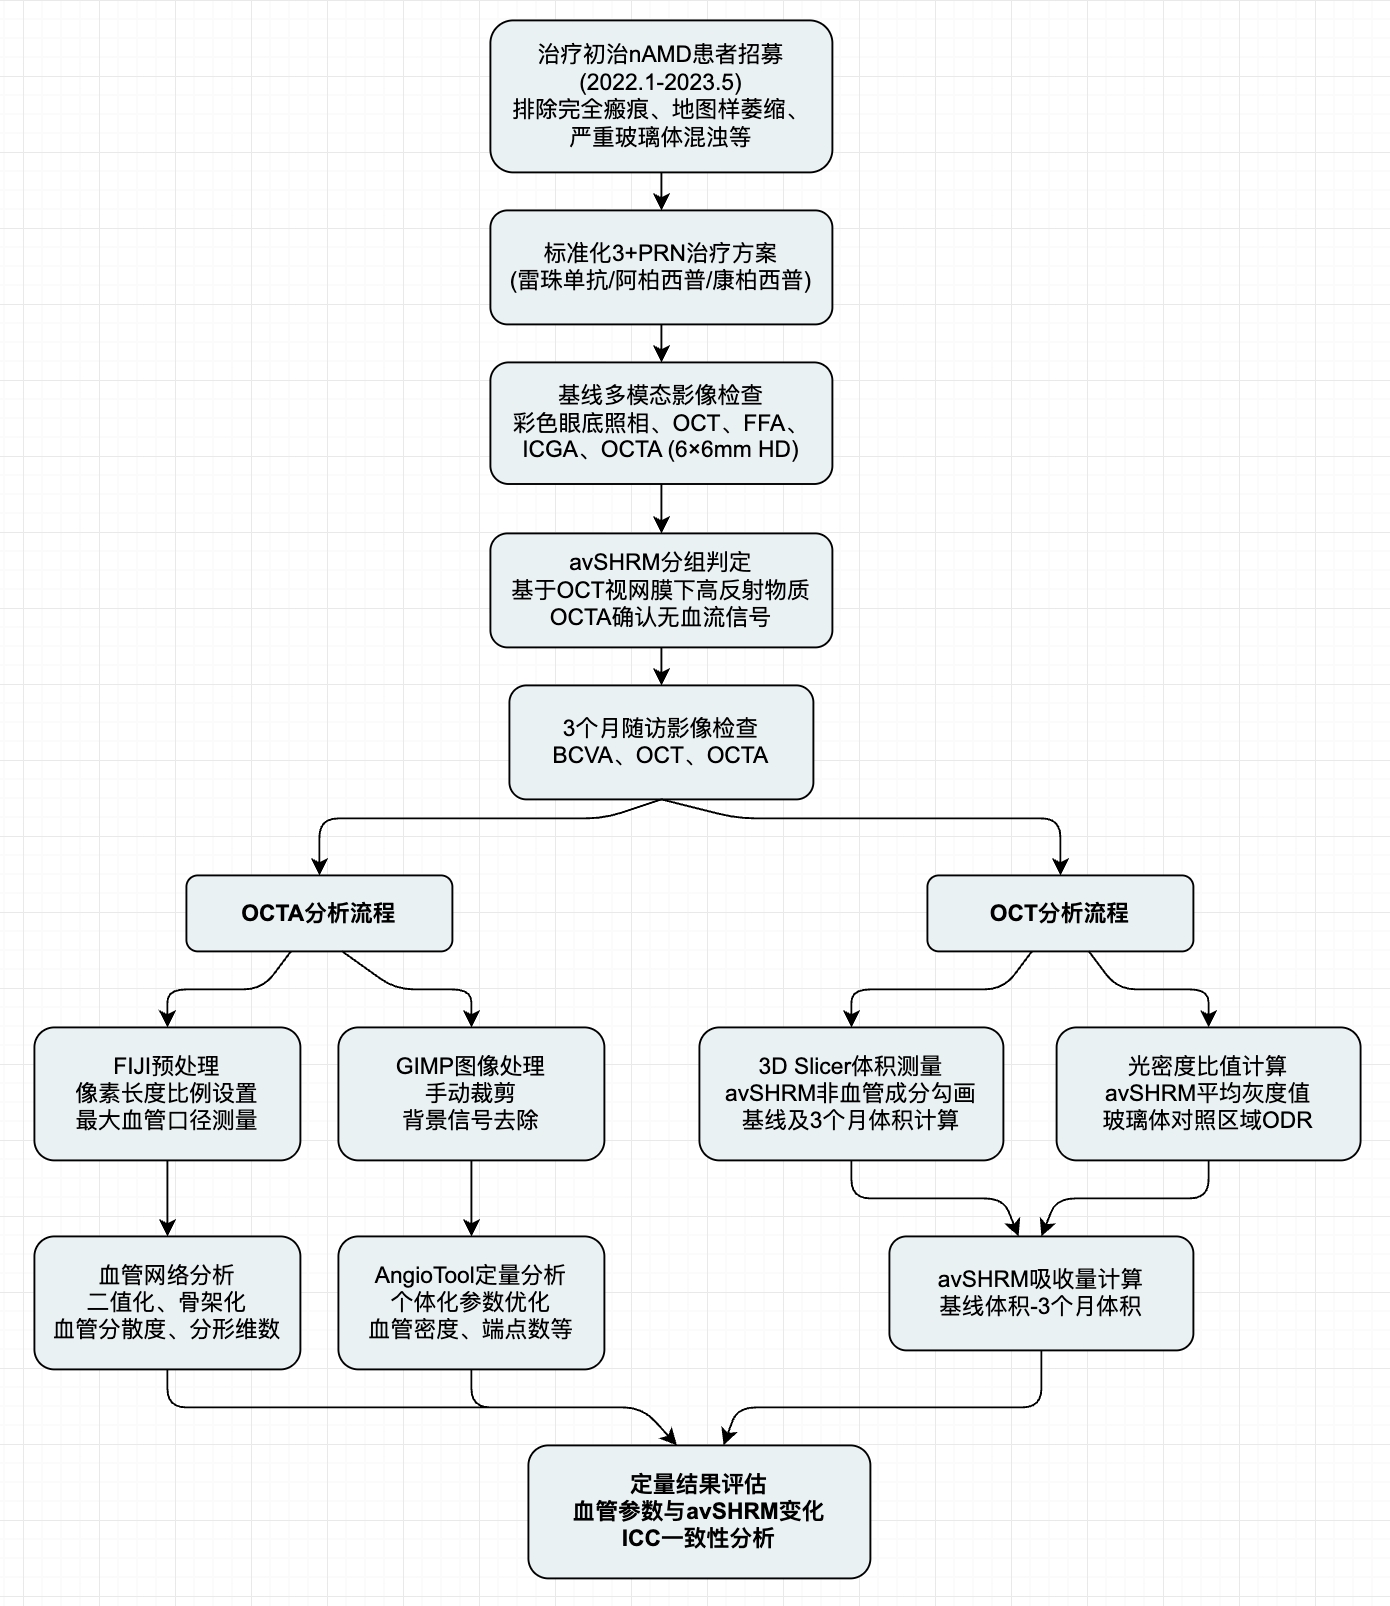 治疗初治nAMD患者招募
(2022.1-2023.5)
排除完全瘢痕、地图样萎缩、
严重玻璃体混浊等
标准化3+PRN治疗方案
(雷珠单抗/阿柏西普/康柏西普)
基线多模态影像检查
彩色眼底照相、OCT、FFA、
ICGA、OCTA (6×6mm HD)
avSHRM分组判定
基于OCT视网膜下高反射物质
OCTA确认无血流信号
3个月随访影像检查
BCVA、OCT、OCTA
OCTA分析流程
OCT分析流程
FIJI预处理
像素长度比例设置
最大血管口径测量
GIMP图像处理
手动裁剪
背景信号去除
3D Slicer体积测量
avSHRM非血管成分勾画
基线及3个月体积计算
光密度比值计算
avSHRM平均灰度值
玻璃体对照区域ODR
血管网络分析
二值化、骨架化
血管分散度、分形维数
AngioTool定量分析
个体化参数优化
血管密度、端点数等
avSHRM吸收量计算
基线体积-3个月体积
定量结果评估
血管参数与avSHRM变化
ICC一致性分析